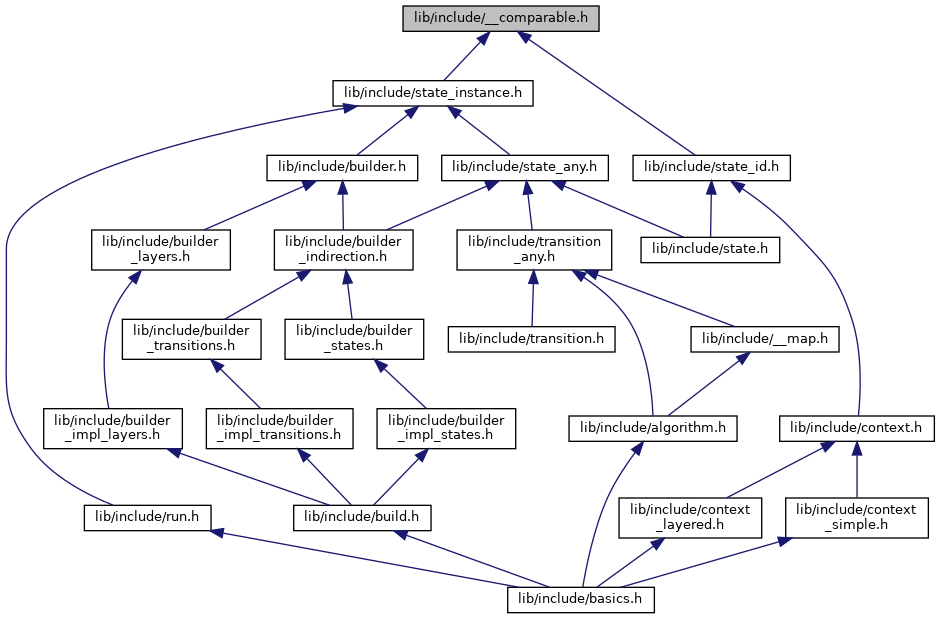 lib/include/__comparable.h
lib/include/state_instance.h
lib/include/builder.h
lib/include/state_any.h
lib/include/state_id.h
lib/include/builder
_layers.h
lib/include/builder
_indirection.h
lib/include/transition
_any.h
lib/include/state.h
lib/include/builder
_transitions.h
lib/include/builder
_states.h
lib/include/transition.h
lib/include/__map.h
lib/include/builder
_impl_layers.h
lib/include/builder
_impl_transitions.h
lib/include/builder
_impl_states.h
lib/include/algorithm.h
lib/include/context.h
lib/include/run.h
lib/include/build.h
lib/include/context
_layered.h
lib/include/context
_simple.h
lib/include/basics.h